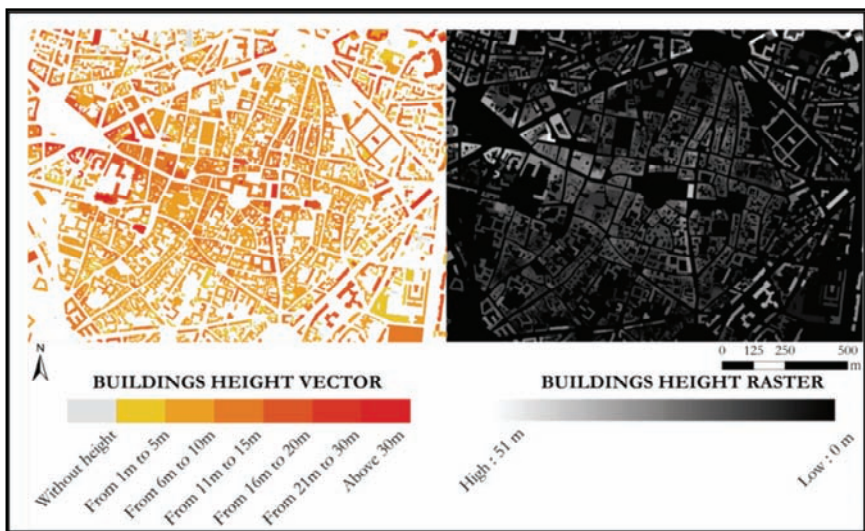 0 125 250 500
m
N
BUILDINGS HEIGHT VECTOR
BUILDINGS HEIGHT RASTER
Without height
From 1m to 5m
From 6m to 10m
From 11m to 15m
From 16m to 20m
From 21m to 30m
Above 30m
High : 51 m
Low : 0 m